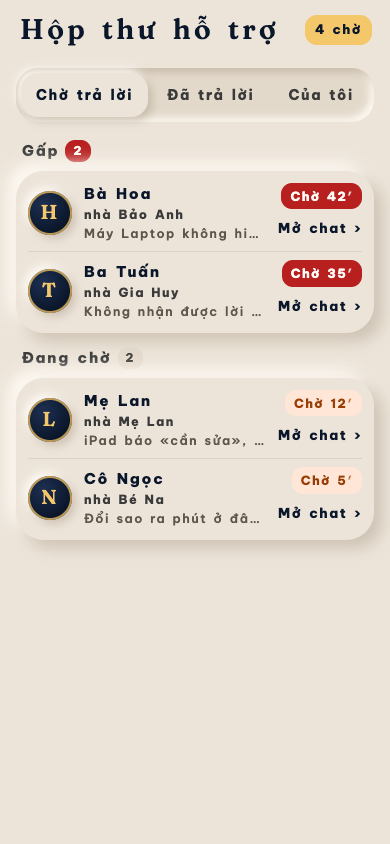 Hộp thư hỗ trợ
4 chờ
Chờ trả lời
Đã trả lời
Của tôi
Gấp 2
H
Bà Hoa
nhà Bảo Anh
Máy Laptop không hi…
Chờ 42′
Mở chat ›
T
Ba Tuấn
nhà Gia Huy
Không nhận được lời …
Chờ 35′
Mở chat ›
Đang chờ 2
L
Mẹ Lan
nhà Mẹ Lan
iPad báo «cần sửa», …
Chờ 12′
Mở chat ›
N
Cô Ngọc
nhà Bé Na
Đổi sao ra phút ở đâ…
Chờ 5′
Mở chat ›